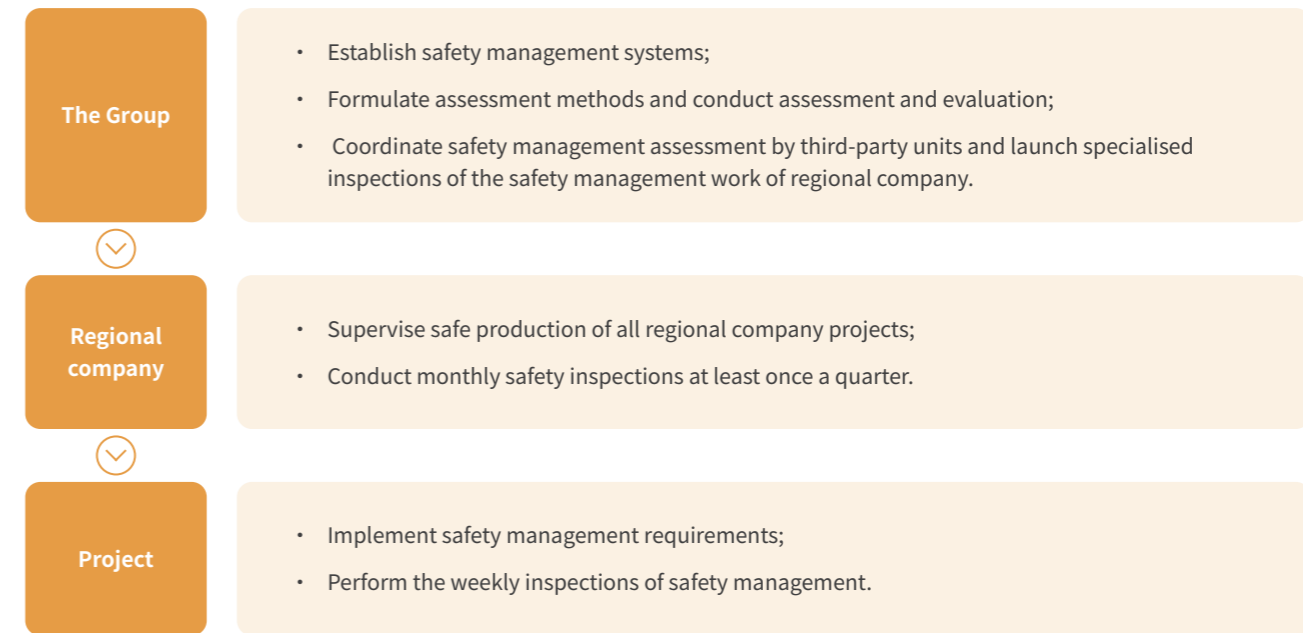 The Group
• Establish safety management systems;
• Formulate assessment methods and conduct assessment and evaluation;
• Coordinate safety management assessment by third-party units and launch specialised
inspections of the safety management work of regional company.
Regional
company
• Supervise safe production of all regional company projects;
• Conduct monthly safety inspections at least once a quarter.
Project
• Implement safety management requirements;
• Perform the weekly inspections of safety management.